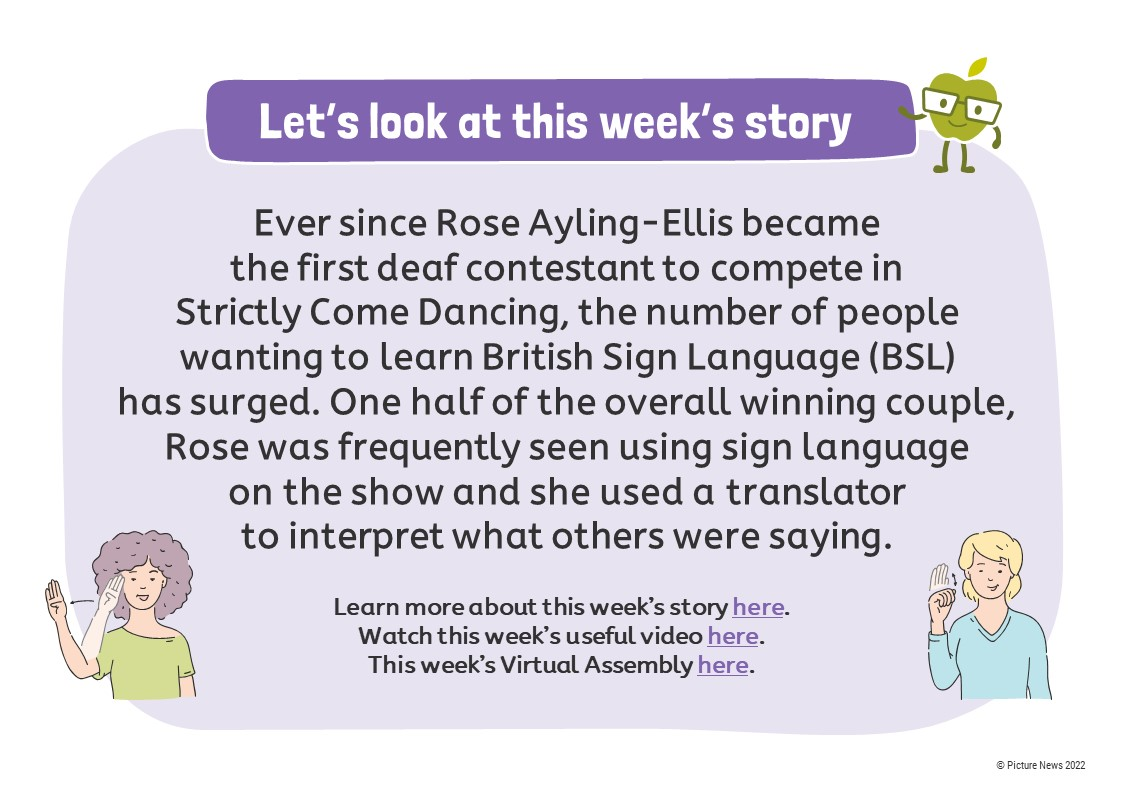 Let's look at this week's story
Ever since Rose Ayling-Ellis became
the first deaf contestant to compete in
Strictly Come Dancing, the number of people
wanting to learn British Sign Language (BSL)
has surged. One half of the overall winning couple,
Rose was frequently seen using sign language
on the show and she used a translator
to interpret what others were saying.
Learn more about this week's story here.
Watch this week's useful video here.
This week's Virtual Assembly here.
© Picture News 2022